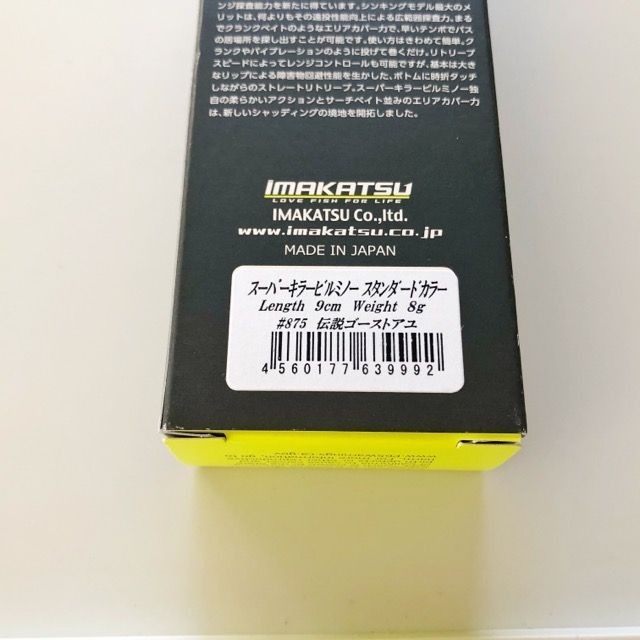 ンジ探査能力を新たに得ています。シンキングモデル最大のメ
リットは、何よりもその遠投性能向上による広範囲探査力。まる
でクランクベイトのようなエリアカバー力で、早いテンポでバス
の居場所を探し出すことが可能です。使い方はきわめて簡単。ク
ランクやバイブレーションのように投げて巻くだけ。リトリーブ
スピードによってレンジコントロールも可能ですが、基本は大き
なリップによる障害物回避性能を生かした、ボトムに時折タッチ
しながらのストレートリトリーブ。スーパーキラービルミノー独
自の柔らかいアクションとサーチベイト並みのエリアカバー力
は、新しいシャッディングの境地を開拓しました。
IMAKATSU
LOVE FISH FOR LIFE
IMAKATSU Co.,ltd.
www.imakatsu.co.jp
MADE IN JAPAN
スーパーキラービルミノー スタンダードカラー
Length 9cm Weight 8g
#875 伝説ゴーストアユ
4560177639992
www.P65Warnings.ca.gov